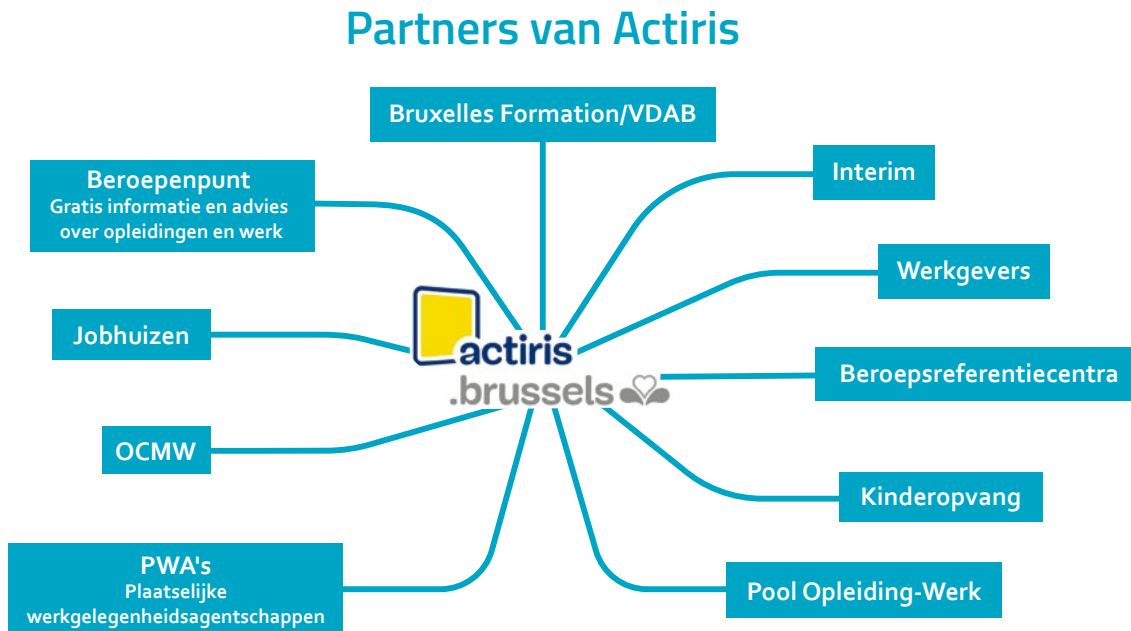 Partners van Actiris
Bruxelles Formation/VDAB
Beroepenpunt
Gratis informatie en advies
over opleidingen en werk
Interim
Werkgevers
Jobhuizen
actiris
.brussels
Beroepsreferentiecentra
OCMW
Kinderopvang
PWA's
Plaatselijke
werkgelegenheidsagentschappen
Pool Opleiding-Werk